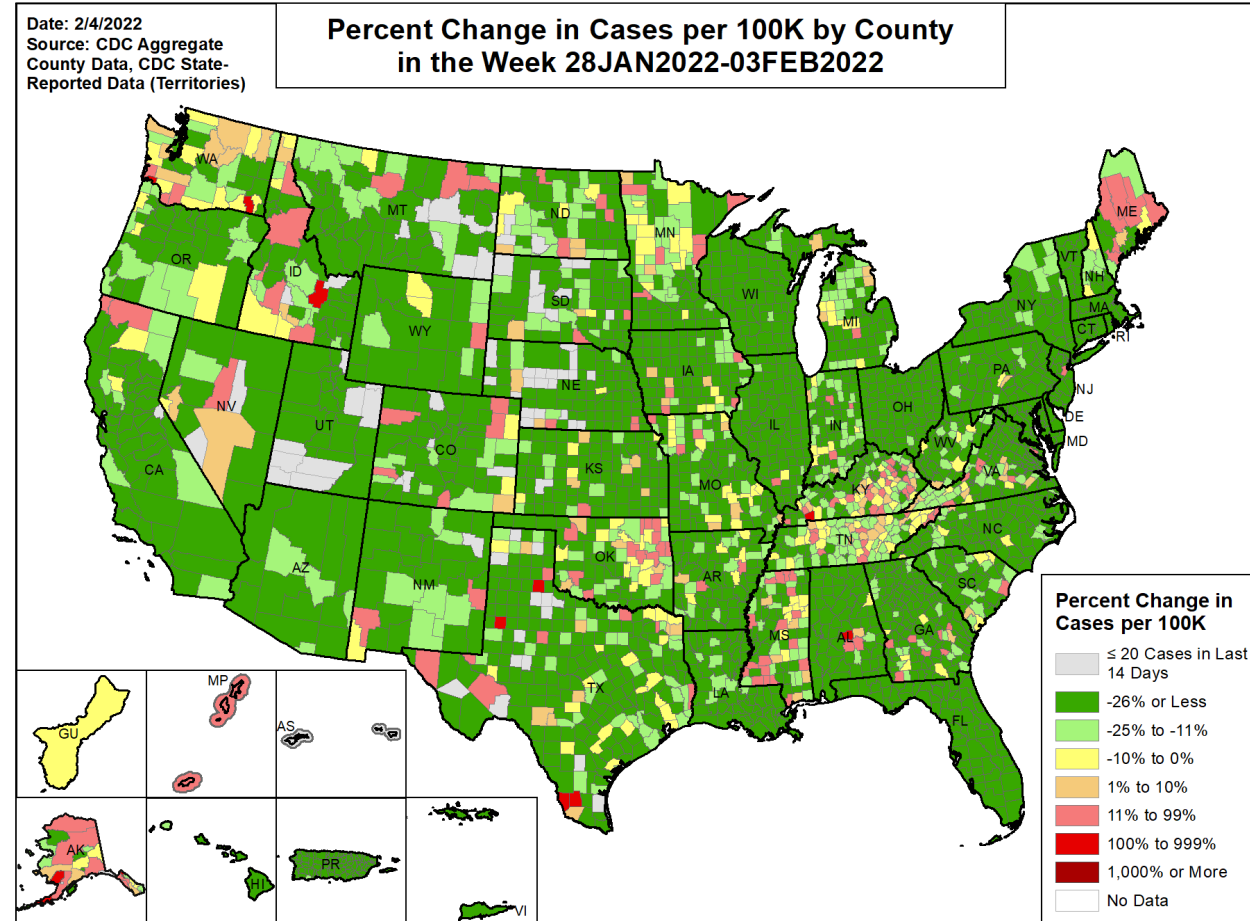 Date: 2/4/2022
Source: CDC Aggregate
County Data, CDC State-
Reported Data (Territories)
Percent Change in Cases per 100K by County
in the Week 28JAN2022-03FEB2022
WA
MT
ND
MN
ME
OR
ID
SD
WI
VT
NH
NY
MA
WY
MI
CT
RI
IA
PA
NE
NJ
NV
OH
UT
IL
IN
DE
CO
WV
MD
CA
KS
MO
KY
VA
NC
TN
OK
AZ
NM
AR
SC
MS
AL
GA
TX
LA
FL
MP
GU
AS
AK
HI
PR
VI
Percent Change in
Cases per 100K
≤ 20 Cases in Last
14 Days
-26% or Less
-25% to -11%
-10% to 0%
1% to 10%
11% to 99%
100% to 999%
1,000% or More
No Data